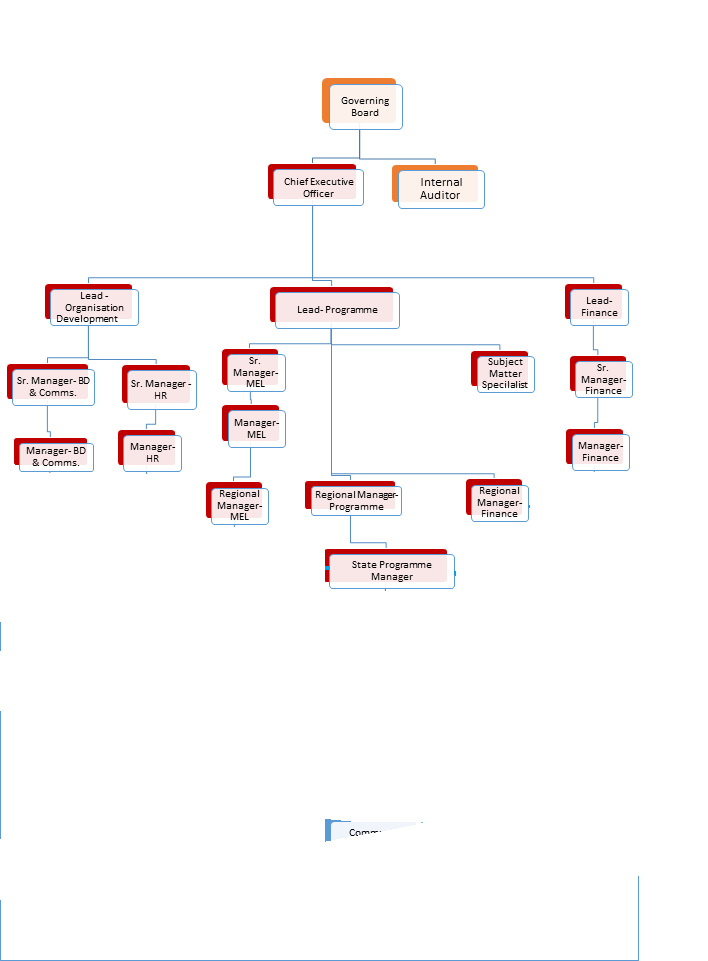 Governing
Board
Chief Executive
Officer
Internal
Auditor
Lead -
Organisation
Development
Lead- Programme
Lead-
Finance
Sr. Manager- BD
& Comms.
Sr. Manager -
HR
Sr.
Manager-
MEL
Subject
Matter
Specilalist
Sr.
Manager-
Finance
Manager- BD
& Comms.
Manager-
HR
Manager-
MEL
Manager-
Finance
Regional
Manager-
MEL
Regional Manager-
Programme
Regional
Manager-
Finance
State Programme
Manager